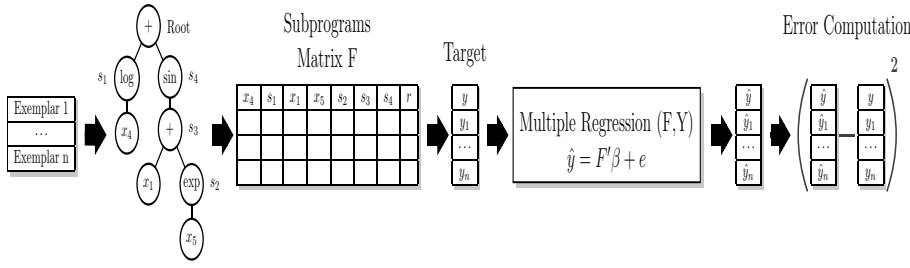 Exemplar 1
...
Exemplar n
+ Root
s₁ log sin s₄
x₄ + s₃
x₁ exp s₂
x₅
Subprograms
Matrix F
x₄ s₁ x₁ x₅ s₂ s₃ s₄ r
Target
y
y₁
...
yₙ
Multiple Regression (F,Y)
ŷ = F′β + e
ŷ
ŷ₁
...
ŷₙ
Error Computation
2
ŷ y
ŷ₁ − y₁
... ...
ŷₙ yₙ